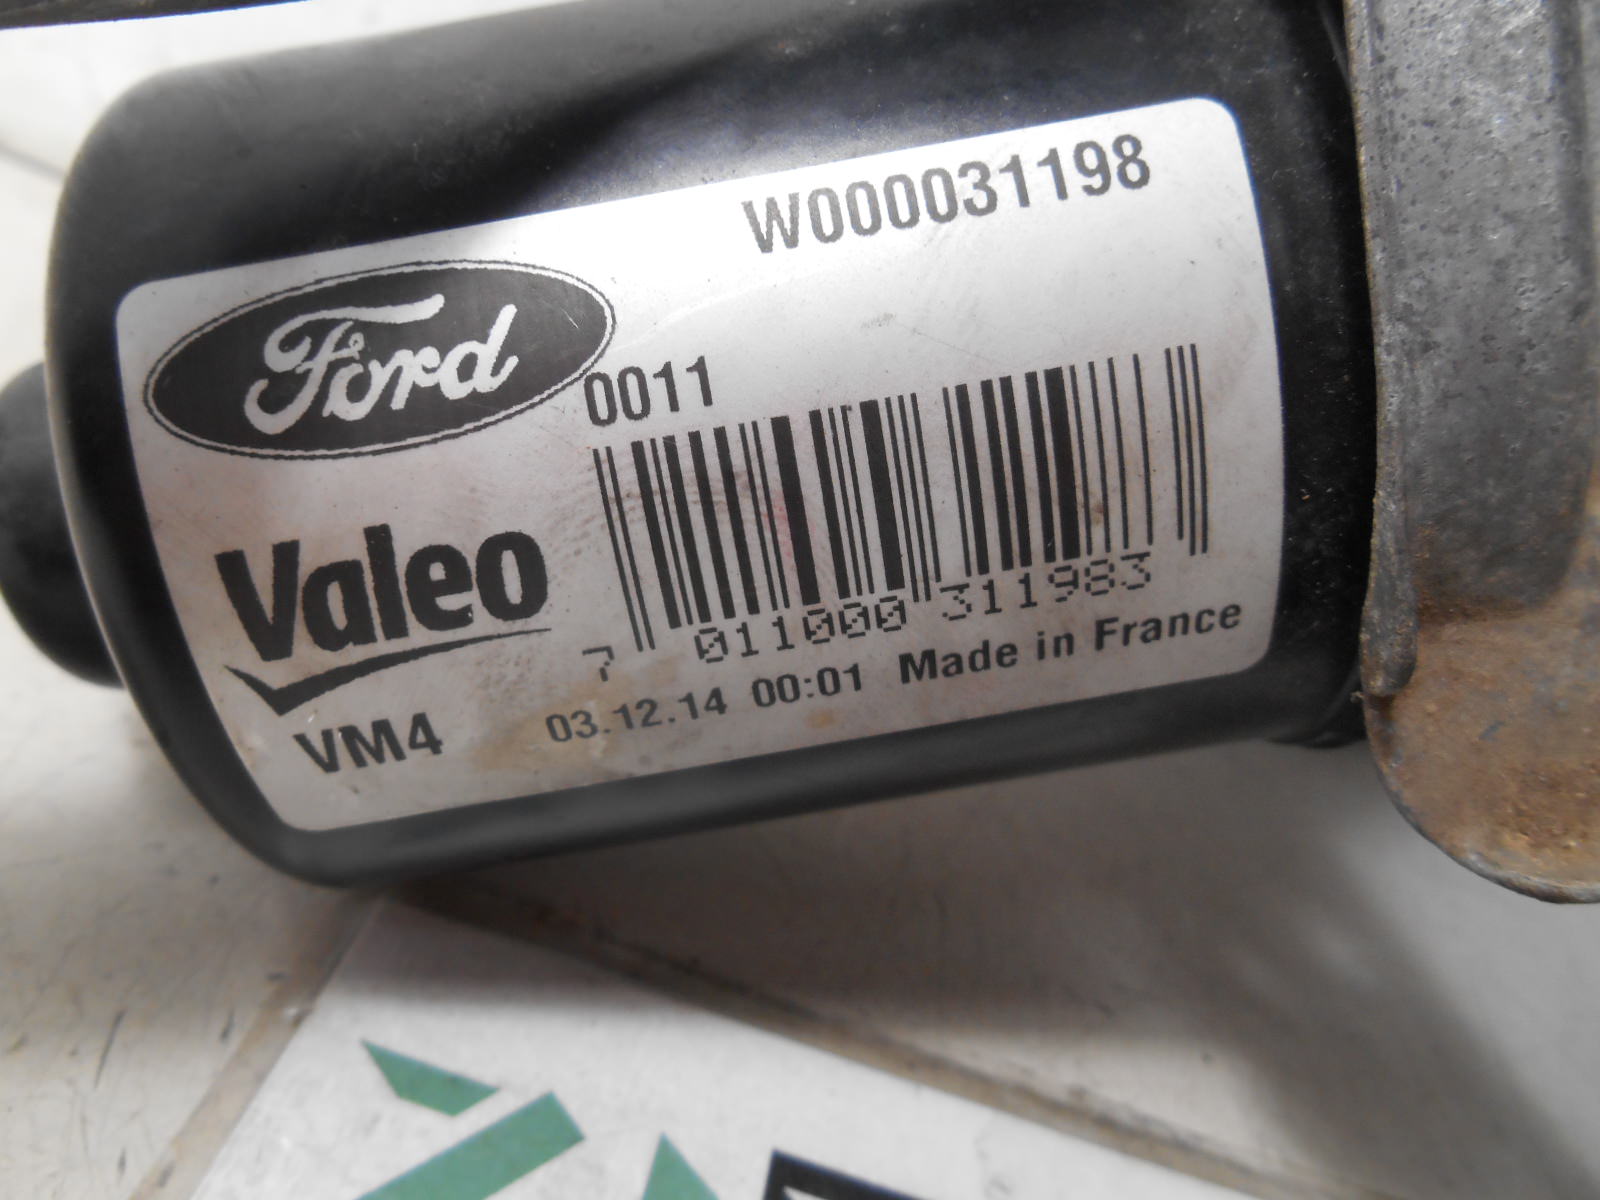 W000031198
Ford
0011
Valeo
7 011000 311983
VM4
03.12.14 00:01 Made in France